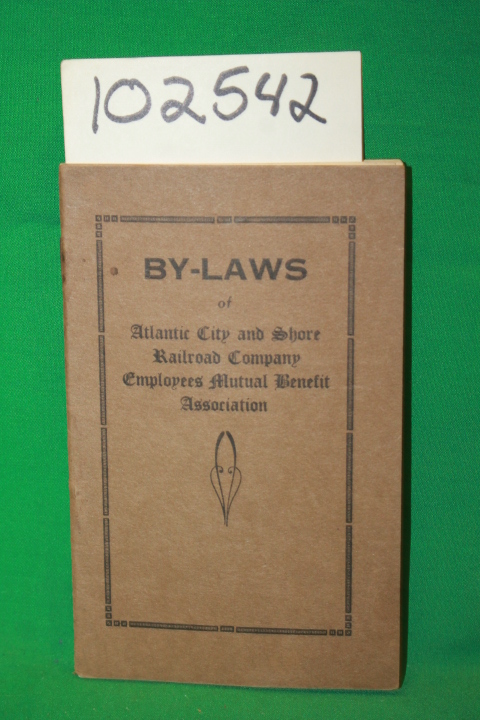 102542
BY-LAWS
of
Atlantic City and Shore
Railroad Company
Employees Mutual Benefit
Association